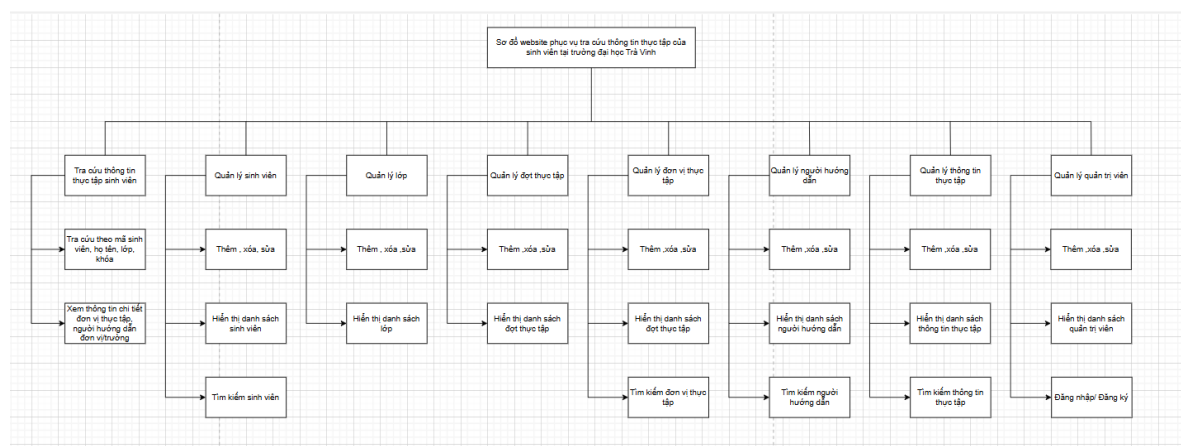 Sơ đồ website phục vụ tra cứu thông tin thực tập của
sinh viên tại trường đại học Trà Vinh
Tra cứu thông tin
thực tập sinh viên
Quản lý sinh viên
Quản lý lớp
Quản lý đợt thực tập
Quản lý đơn vị thực
tập
Quản lý người hướng
dẫn
Quản lý thông tin
thực tập
Quản lý quản trị viên
Tra cứu theo mã sinh
viên, họ tên, lớp,
khóa
Thêm , xóa ,sửa
Thêm , xóa ,sửa
Thêm ,xóa ,sửa
Thêm ,xóa ,sửa
Thêm ,xóa ,sửa
Thêm ,xóa ,sửa
Thêm ,xóa ,sửa
Xem thông tin chi tiết
đơn vị thực tập,
người hướng dẫn
đơn vị/trường
Hiển thị danh sách
sinh viên
Hiển thị danh sách
lớp
Hiển thị danh sách
đợt thực tập
Hiển thị danh sách
đợt thực tập
Hiển thị danh sách
người hướng dẫn
Hiển thị danh sách
thông tin thực tập
Hiển thị danh sách
quản trị viên
Tìm kiếm sinh viên
Tìm kiếm đơn vị thực
tập
Tìm kiếm người
hướng dẫn
Tìm kiếm thông tin
thực tập
Đăng nhập/ Đăng ký